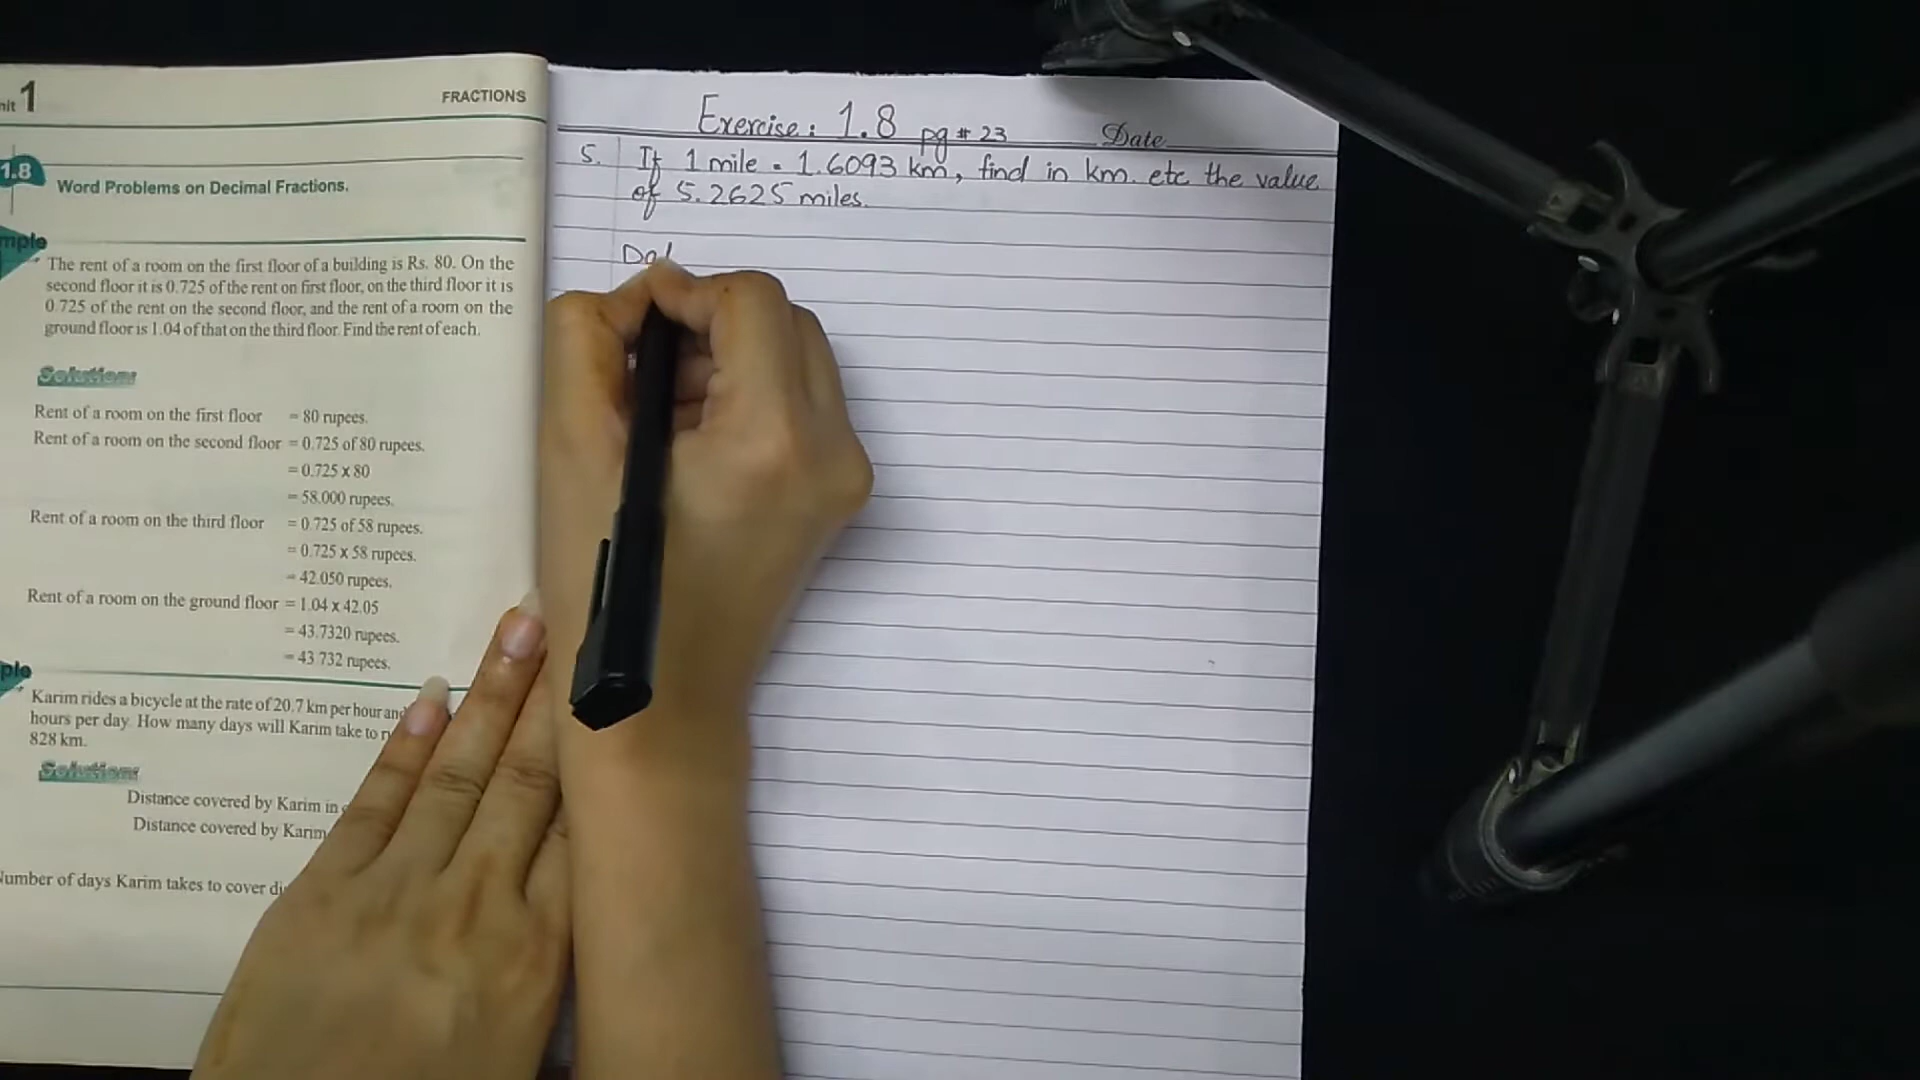 1
FRACTIONS
1.8
Word Problems on Decimal Fractions.
The rent of a room on the first floor of a building is Rs. 80. On the
second floor it is 0.725 of the rent on first floor, on the third floor it is
0.725 of the rent on the second floor, and the rent of a room on the
ground floor is 1.04 of that on the third floor. Find the rent of each.
Solution:
Rent of a room on the first floor = 80 rupees.
Rent of a room on the second floor = 0.725 of 80 rupees.
= 0.725 x 80
= 58.000 rupees.
Rent of a room on the third floor = 0.725 of 58 rupees.
= 0.725 x 58 rupees.
= 42.050 rupees.
Rent of a room on the ground floor = 1.04 x 42.05
= 43.7320 rupees.
= 43.732 rupees.
Karim rides a bicycle at the rate of 20.7 km per hour and
hours per day. How many days will Karim take to
828 km.
Solution:
Distance covered by Karim in
Distance covered by Karim
Number of days Karim takes to cover
Exercise: 1.8 pg # 23 Date
5. If 1 mile = 1.6093 km, find in km. etc the value
of 5.2625 miles.